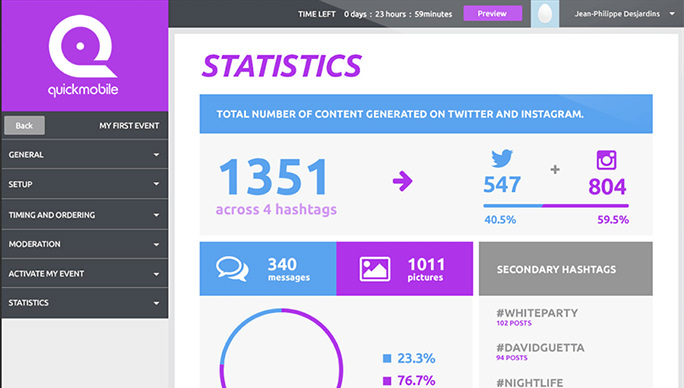 TIME LEFT 0 days : 23 hours : 59minutes Preview Jean-Philippe Desjardins
quickmobile
Back MY FIRST EVENT
GENERAL
SETUP
TIMING AND ORDERING
MODERATION
ACTIVATE MY EVENT
STATISTICS
STATISTICS
TOTAL NUMBER OF CONTENT GENERATED ON TWITTER AND INSTAGRAM.
1351
across 4 hashtags
547 + 804
40.5% 59.5%
340
messages
1011
pictures
23.3%
76.7%
SECONDARY HASHTAGS
#WHITEPARTY
102 POSTS
#DAVIDGUETTA
94 POSTS
#NIGHTLIFE